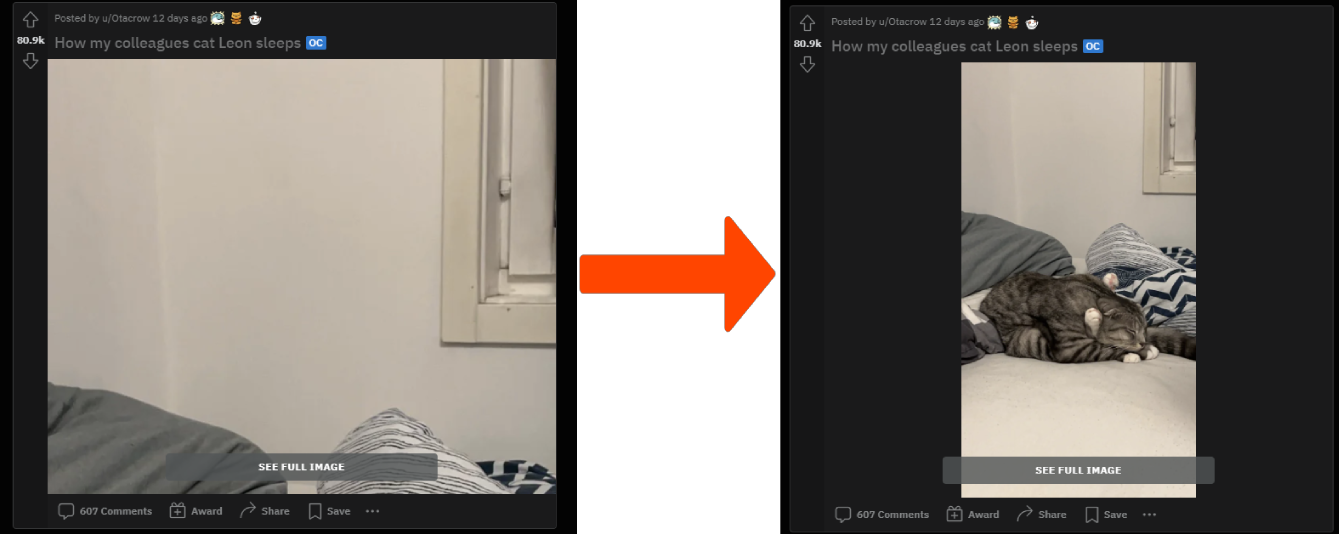 Posted by u/Otacrow 12 days ago
80.9k
How my colleagues cat Leon sleeps OC
SEE FULL IMAGE
607 Comments Award Share Save ...
Posted by u/Otacrow 12 days ago
80.9k
How my colleagues cat Leon sleeps OC
SEE FULL IMAGE
607 Comments Award Share Save ...